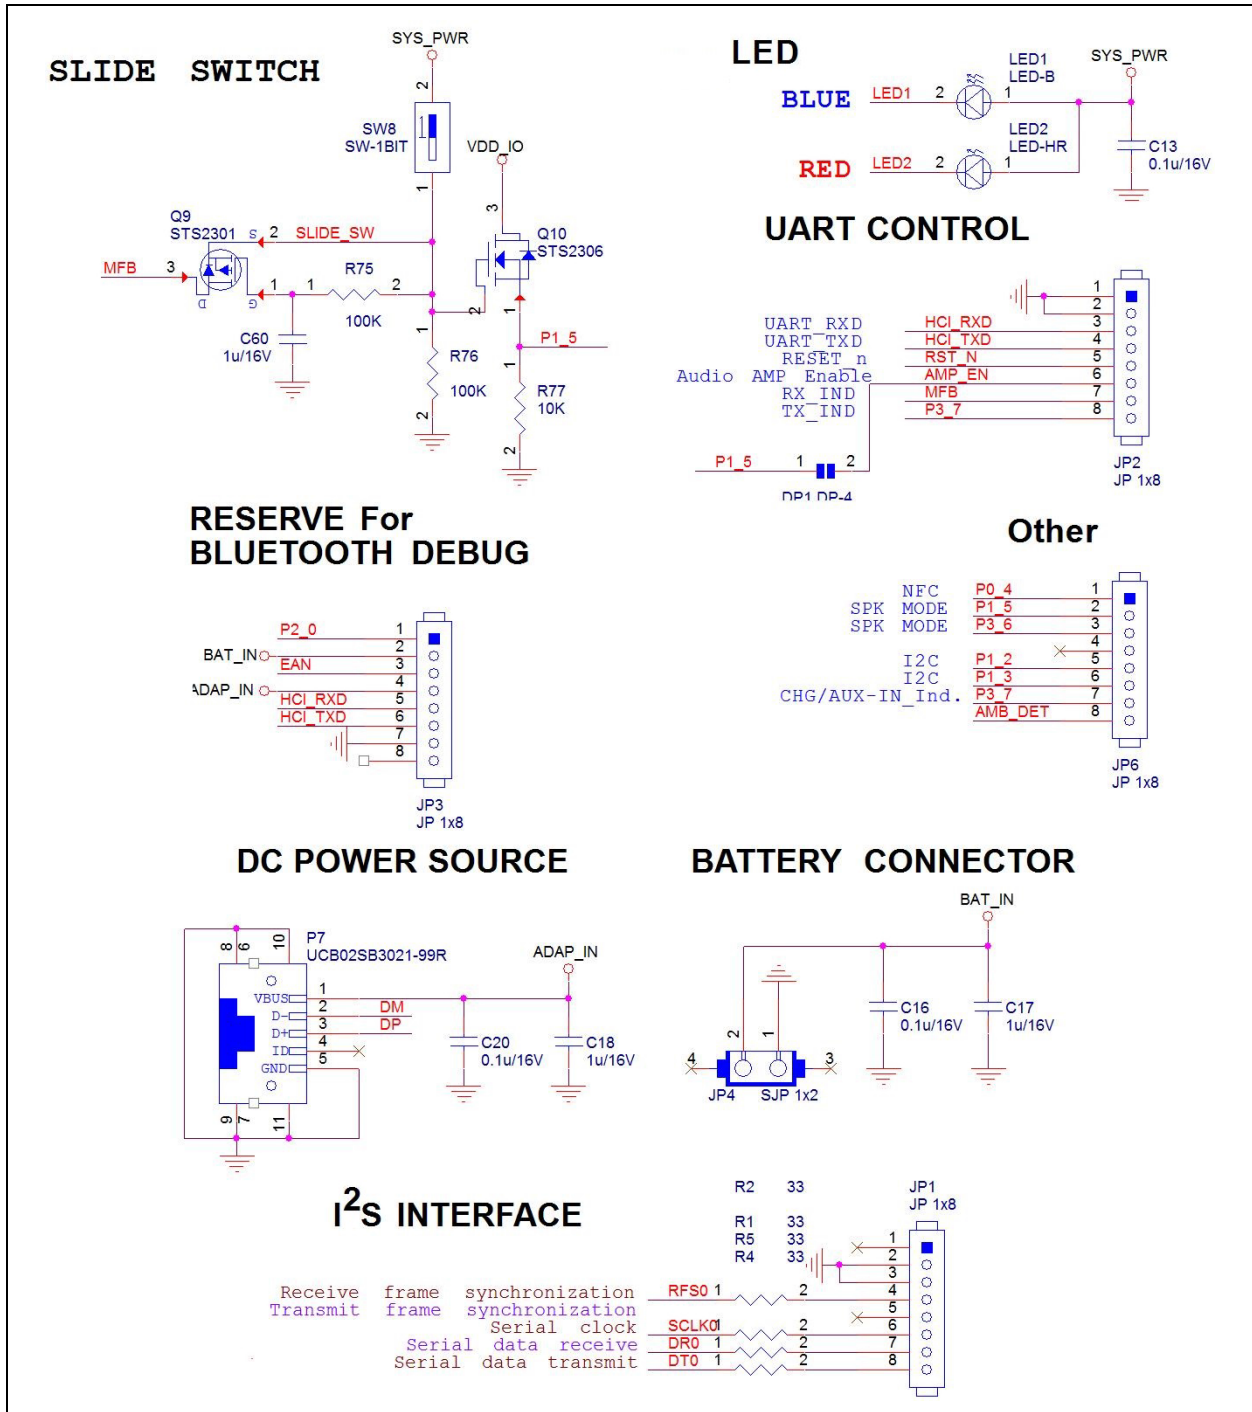 SLIDE SWITCH
SYS_PWR
2
SW8
SW-1BIT
1
1
VDD_IO
3
Q9
STS2301
S 2 SLIDE_SW
MFB 3
D
G
1
1 R75 2
100K
C60
1u/16V
Q10
STS2306
2
1
P1_5
1
R76
100K
2
1
R77
10K
2
LED
SYS_PWR
LED1
LED-B
BLUE LED1 2 1
LED2
LED-HR
RED LED2 2 1
C13
0.1u/16V
UART CONTROL
1
2
UART_RXD HCI_RXD 3
UART_TXD HCI_TXD 4
RESET_n RST_N 5
Audio AMP Enable AMP_EN 6
RX_IND MFB 7
TX_IND P3_7 8
P1_5 1 2
DP1 DP-4
JP2
JP 1x8
RESERVE For
BLUETOOTH DEBUG
P2_0 1
BAT_IN 2
EAN 3
ADAP_IN 4
HCI_RXD 5
HCI_TXD 6
7
8
JP3
JP 1x8
Other
NFC P0_4 1
SPK MODE P1_5 2
SPK MODE P3_6 3
4
I2C P1_2 5
I2C P1_3 6
CHG/AUX-IN_Ind. P3_7 7
AMB_DET 8
JP6
JP 1x8
DC POWER SOURCE
8 6 10
P7
UCB02SB3021-99R
VBUS 1
D- 2 DM
D+ 3 DP
ID 4
GND 5
9 7 11
ADAP_IN
C20
0.1u/16V
C18
1u/16V
BATTERY CONNECTOR
BAT_IN
2 1
4 3
JP4 SJP 1x2
C16
0.1u/16V
C17
1u/16V
I²S INTERFACE
R2 33
R1 33
R5 33
R4 33
JP1
JP 1x8
1
2
3
Receive frame synchronization RFS0 1 2 4
Transmit frame synchronization 5
Serial clock SCLK0 1 2 6
Serial data receive DR0 1 2 7
Serial data transmit DT0 1 2 8